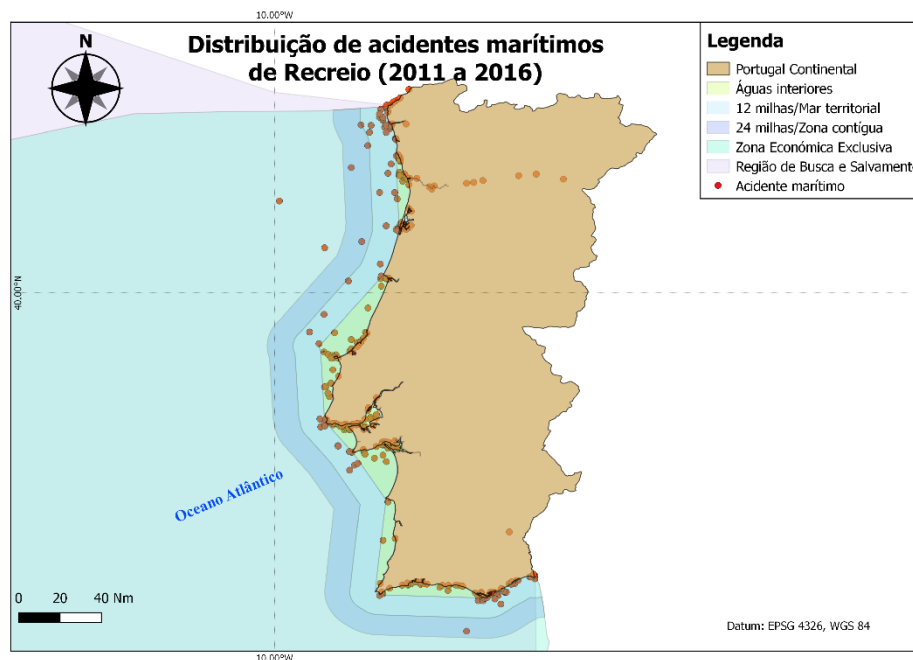 10.00°W
N
Distribuição de acidentes marítimos
de Recreio (2011 a 2016)
Legenda
Portugal Continental
Águas interiores
12 milhas/Mar territorial
24 milhas/Zona contígua
Zona Económica Exclusiva
Região de Busca e Salvamento
Acidente marítimo
40.00°N
Oceano Atlântico
0 20 40 Nm
Datum: EPSG 4326, WGS 84
10.00°W